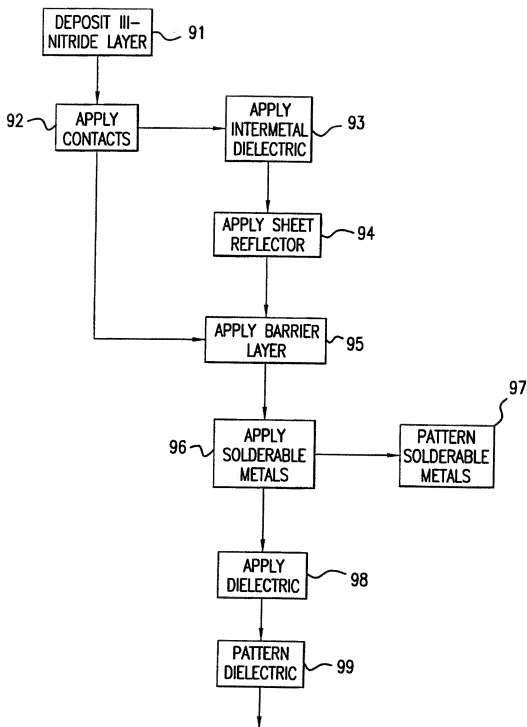 DEPOSIT III-
NITRIDE LAYER
91
92
APPLY
CONTACTS
APPLY
INTERMETAL
DIELECTRIC
93
APPLY SHEET
REFLECTOR
94
APPLY BARRIER
LAYER
95
96
APPLY
SOLDERABLE
METALS
97
PATTERN
SOLDERABLE
METALS
APPLY
DIELECTRIC
98
PATTERN
DIELECTRIC
99